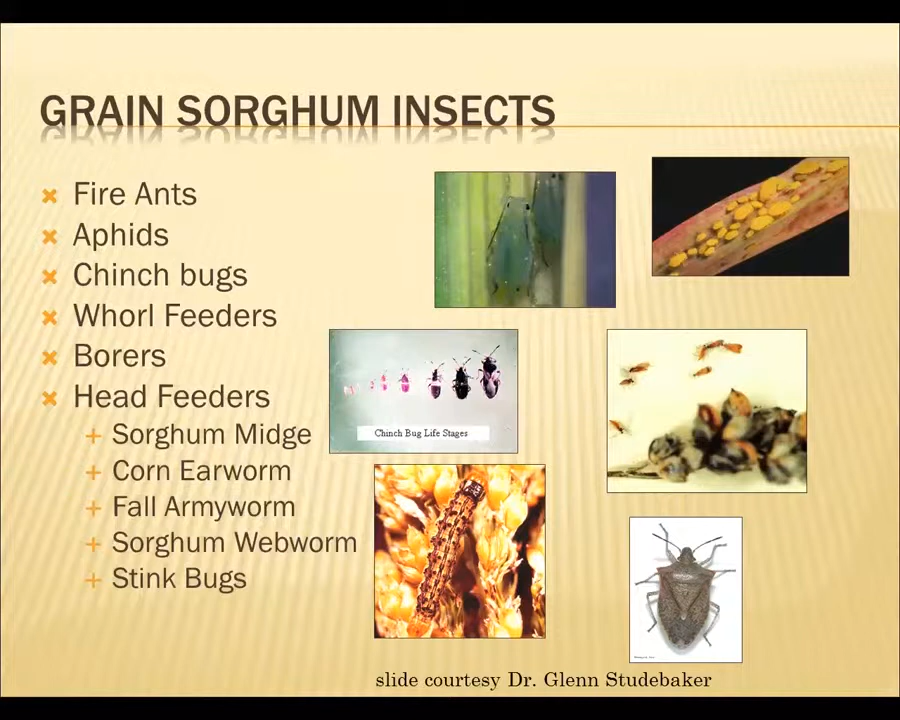 GRAIN SORGHUM INSECTS
Fire Ants
Aphids
Chinch bugs
Whorl Feeders
Borers
Head Feeders
Sorghum Midge
Corn Earworm
Fall Armyworm
Sorghum Webworm
Stink Bugs
Chinch Bug Life Stages
slide courtesy Dr. Glenn Studebaker